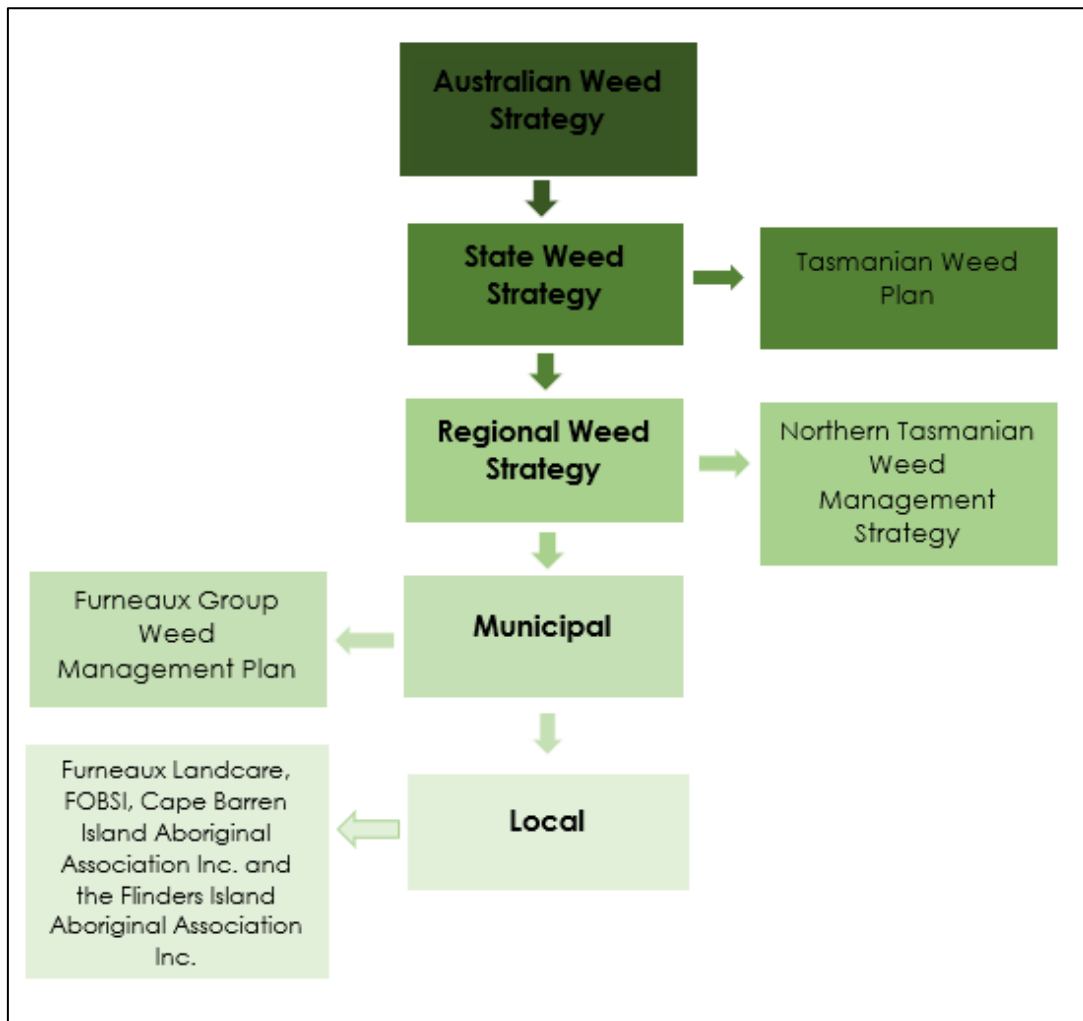 Australian Weed
Strategy
State Weed
Strategy
Tasmanian Weed
Plan
Regional Weed
Strategy
Northern Tasmanian
Weed
Management
Strategy
Municipal
Furneaux Group
Weed
Management Plan
Local
Furneaux Landcare,
FOBSI, Cape Barren
Island Aboriginal
Association Inc. and
the Flinders Island
Aboriginal Association
Inc.